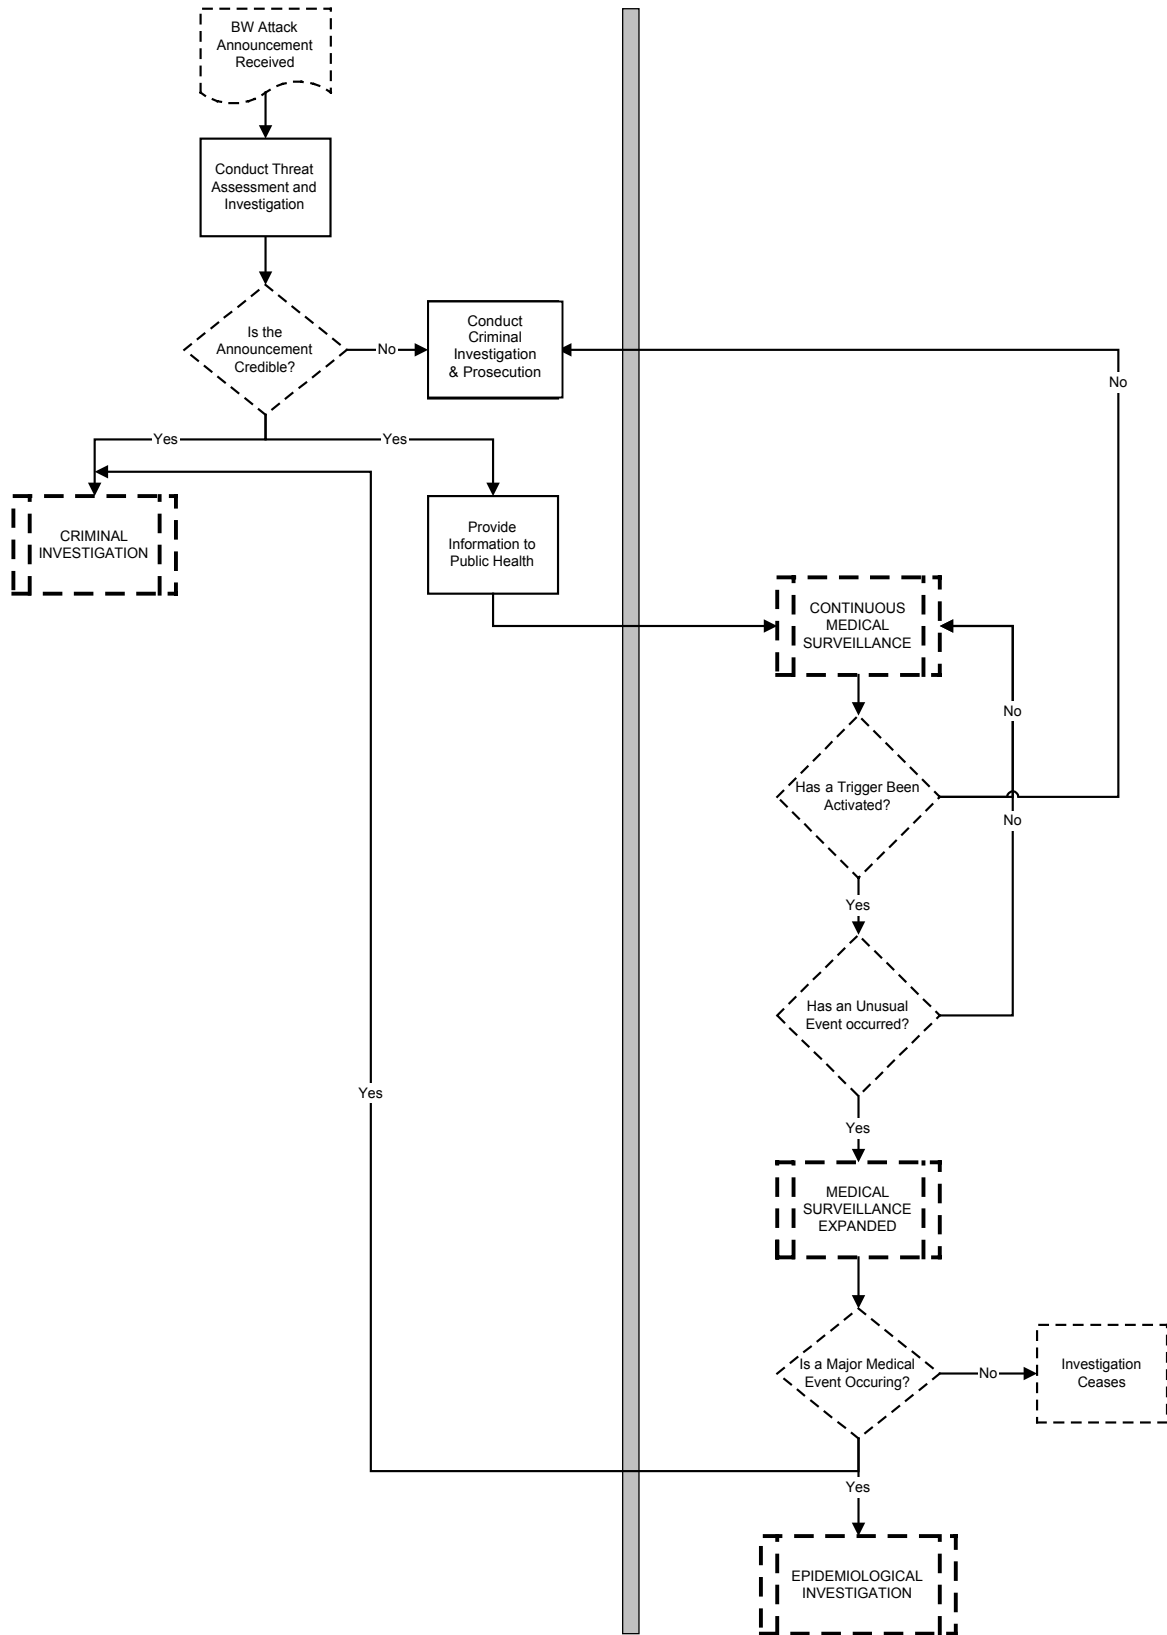 BW Attack
Announcement
Received
Conduct Threat
Assessment and
Investigation
Is the
Announcement
Credible?
No
Conduct
Criminal
Investigation
& Prosecution
No
Yes
Yes
CRIMINAL
INVESTIGATION
Provide
Information to
Public Health
CONTINUOUS
MEDICAL
SURVEILLANCE
No
Has a Trigger Been
Activated?
No
Yes
Has an Unusual
Event occurred?
Yes
Yes
MEDICAL
SURVEILLANCE
EXPANDED
Is a Major Medical
Event Occuring?
No
Investigation
Ceases
Yes
EPIDEMIOLOGICAL
INVESTIGATION